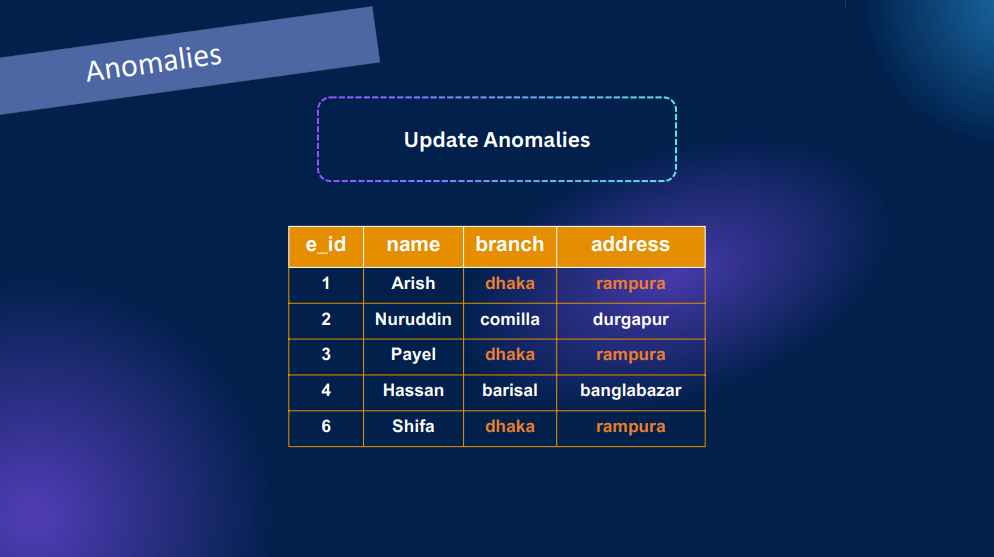 Anomalies
Update Anomalies
e_id name branch address
1 Arish dhaka rampura
2 Nuruddin comilla durgapur
3 Payel dhaka rampura
4 Hassan barisal banglabazar
6 Shifa dhaka rampura